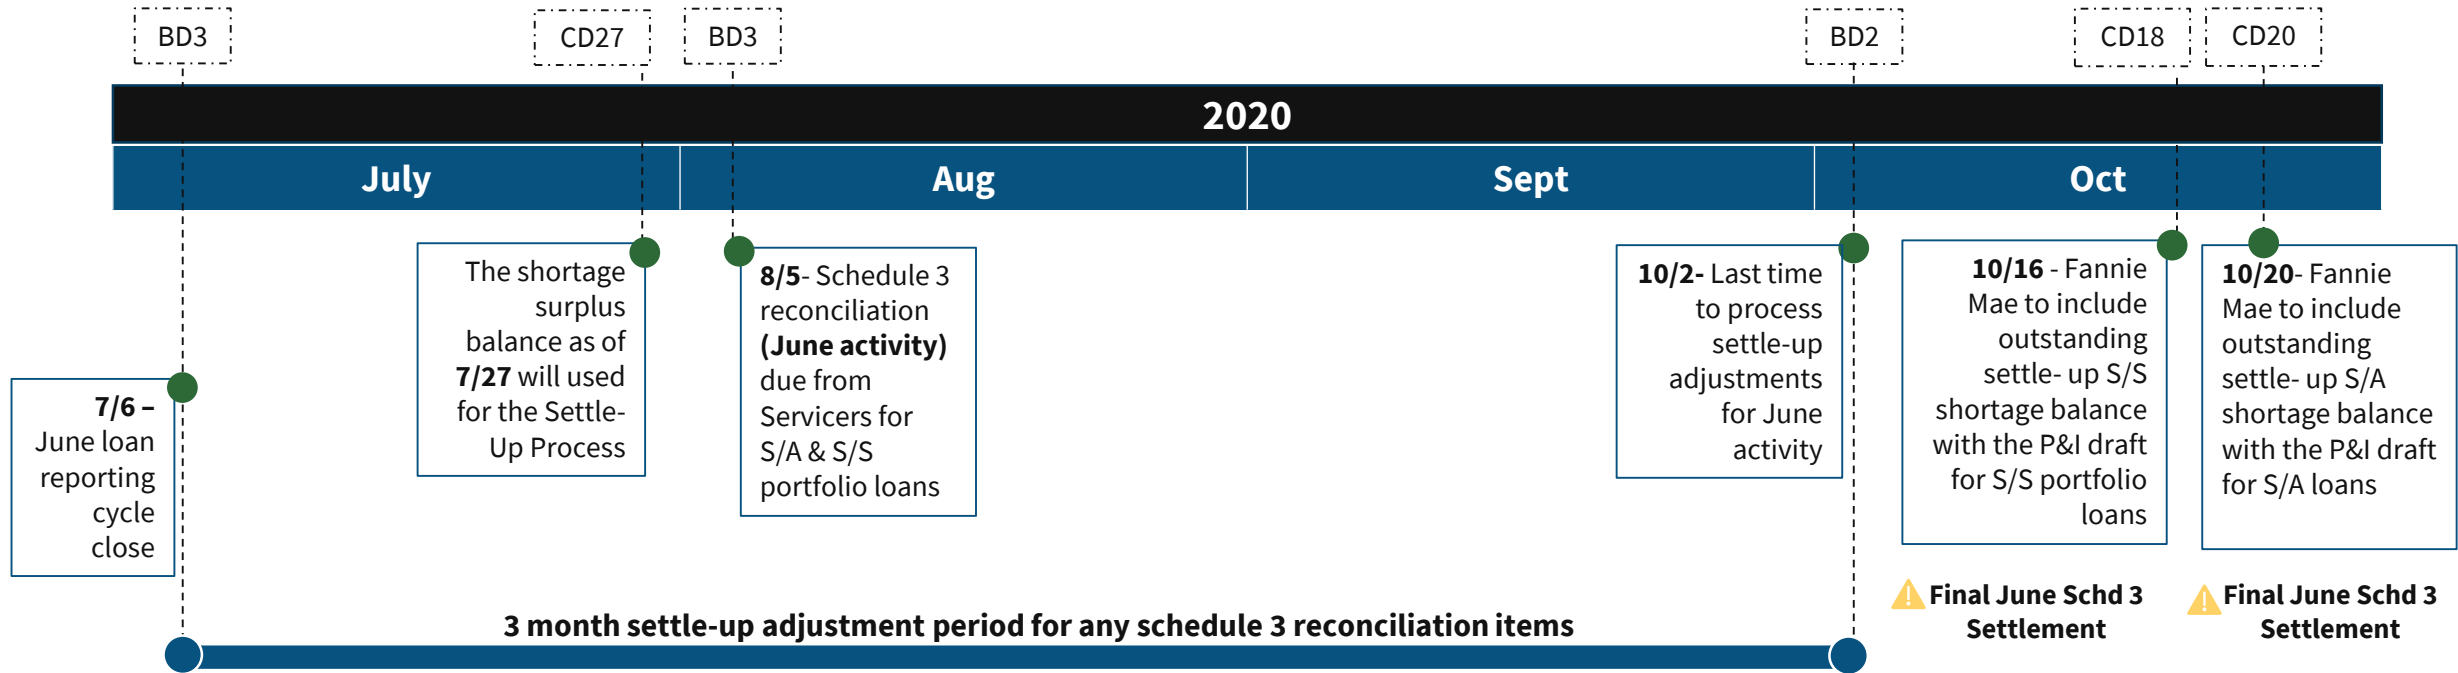 BD3
CD27
BD3
BD2
CD18
CD20
2020
July
Aug
Sept
Oct
7/6 –
June loan
reporting
cycle
close
The shortage
surplus
balance as of
7/27 will used
for the Settle-
Up Process
8/5- Schedule 3
reconciliation
(June activity)
due from
Servicers for
S/A & S/S
portfolio loans
10/2- Last time
to process
settle-up
adjustments
for June
activity
10/16 - Fannie
Mae to include
outstanding
settle- up S/S
shortage balance
with the P&I draft
for S/S portfolio
loans
10/20- Fannie
Mae to include
outstanding
settle- up S/A
shortage balance
with the P&I draft
for S/A loans
Final June Schd 3
Settlement
Final June Schd 3
Settlement
3 month settle-up adjustment period for any schedule 3 reconciliation items